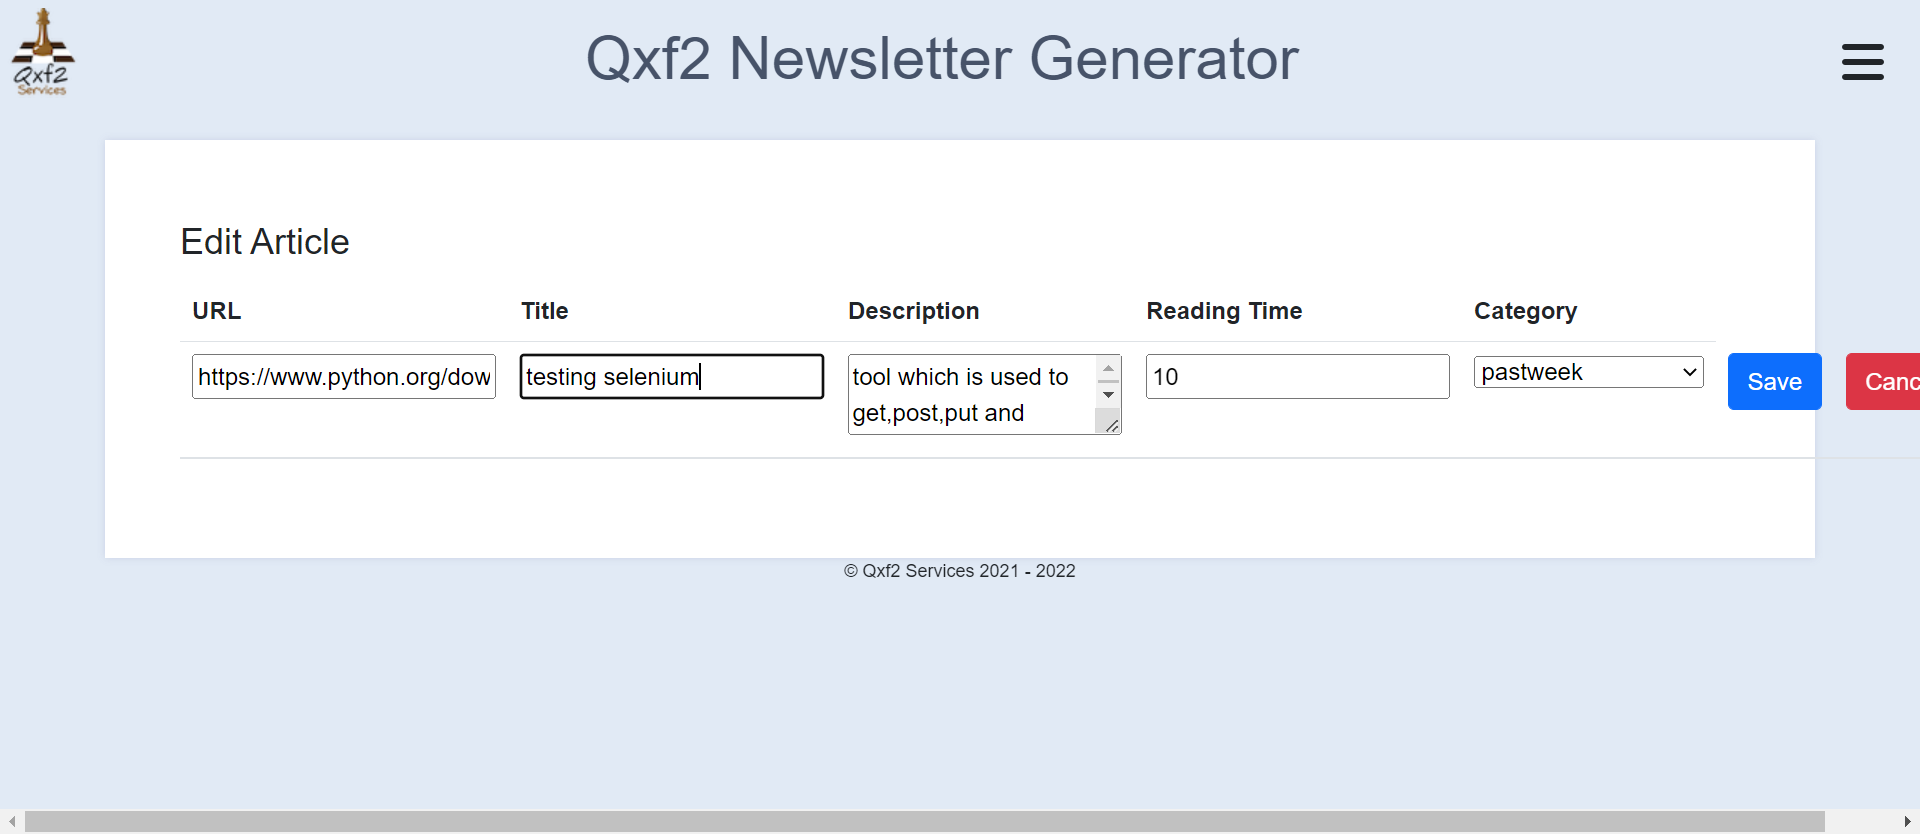 Qxf2
Services
Qxf2 Newsletter Generator
Edit Article
URL Title Description Reading Time Category
https://www.python.org/dow testing selenium tool which is used to 10 pastweek Save Canc
get,post,put and
© Qxf2 Services 2021 - 2022